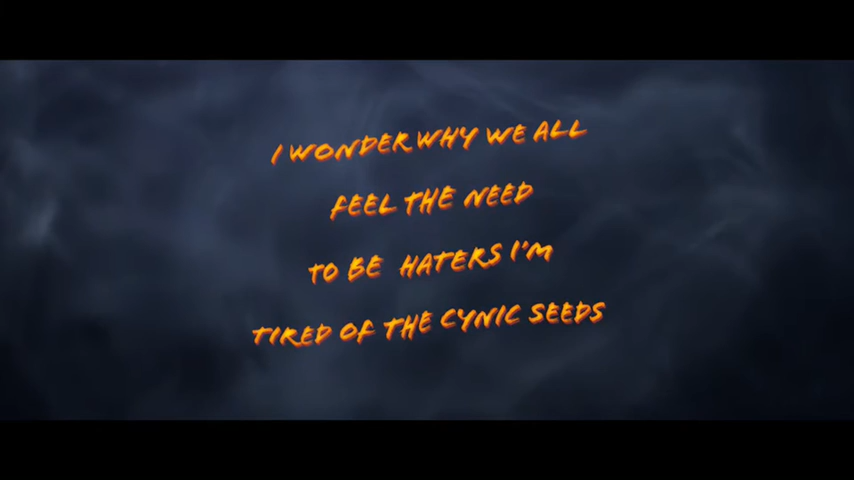 I WONDER WHY WE ALL
FEEL THE NEED
TO BE HATERS I'M
TIRED OF THE CYNIC SEEDS